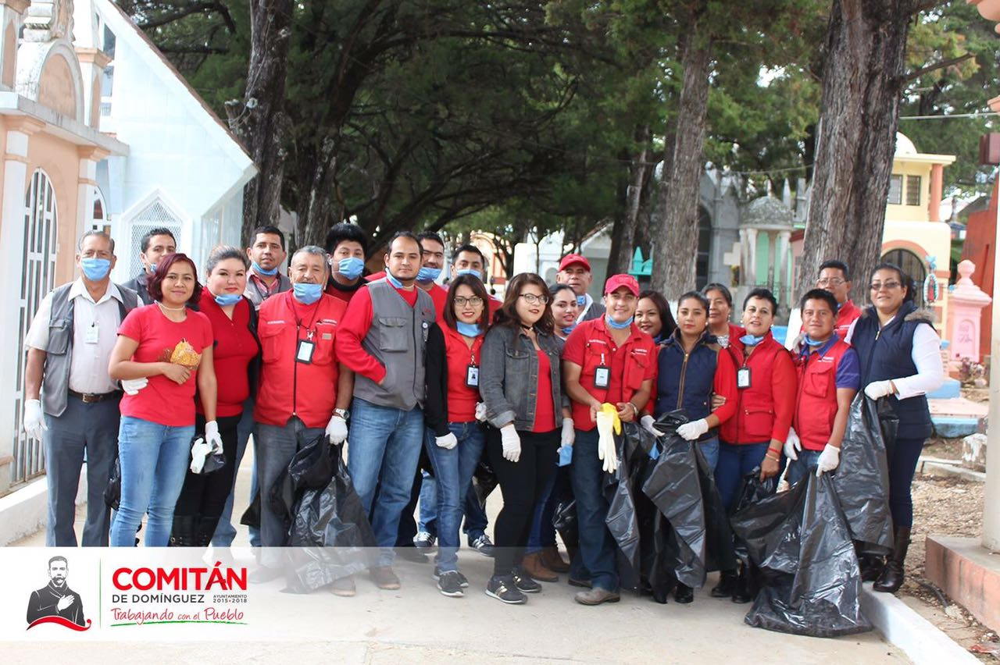 COMITÁN
DE DOMÍNGUEZ
AYUNTAMIENTO
2015-2018
Trabajando con el Pueblo